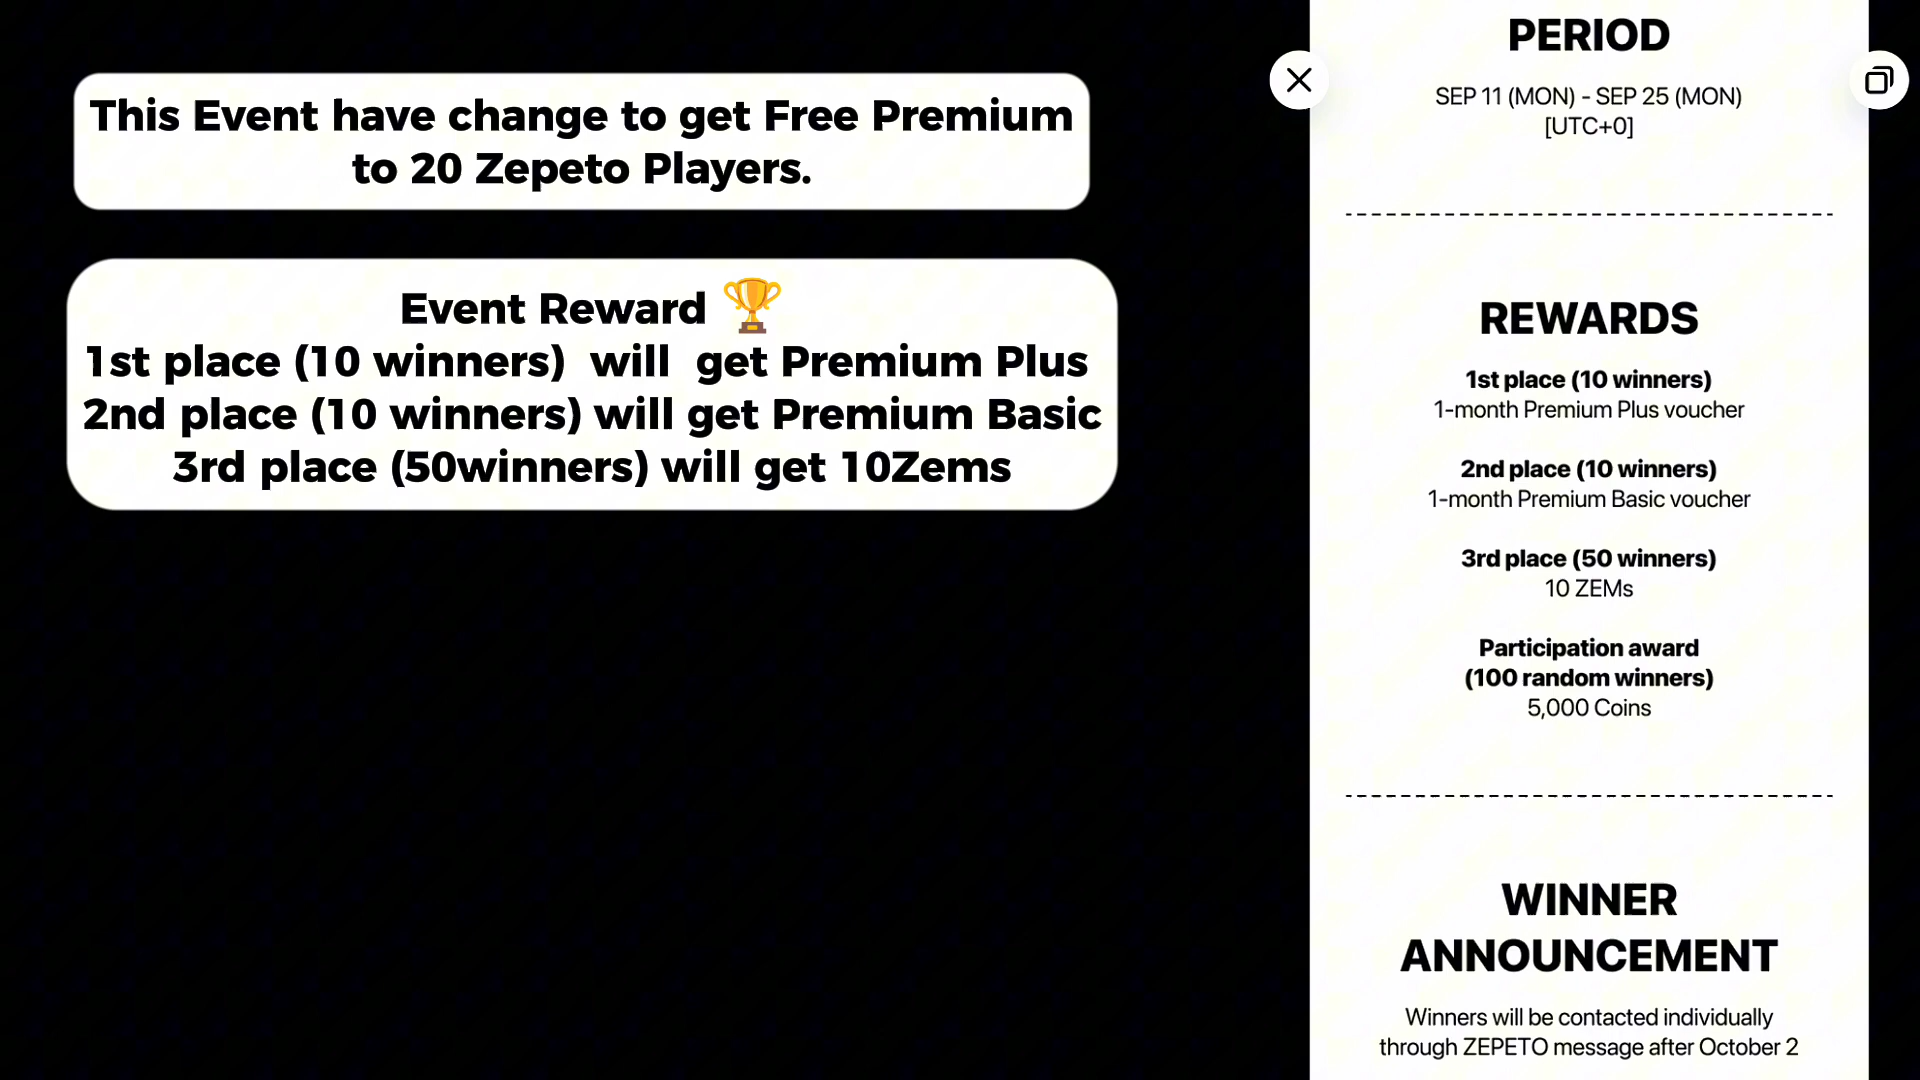 This Event have change to get Free Premium
to 20 Zepeto Players.
Event Reward 🏆
1st place (10 winners) will get Premium Plus
2nd place (10 winners) will get Premium Basic
3rd place (50winners) will get 10Zems
PERIOD
SEP 11 (MON) - SEP 25 (MON)
[UTC+0]
REWARDS
1st place (10 winners)
1-month Premium Plus voucher
2nd place (10 winners)
1-month Premium Basic voucher
3rd place (50 winners)
10 ZEMs
Participation award
(100 random winners)
5,000 Coins
WINNER
ANNOUNCEMENT
Winners will be contacted individually
through ZEPETO message after October 2